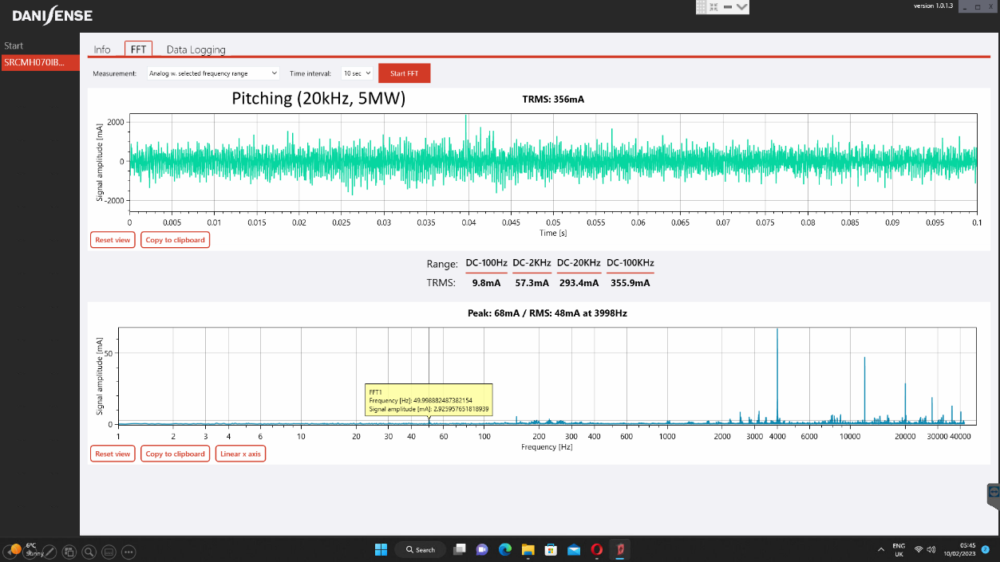 DANISENSE
version 1.0.1.3
Start
SRCMH070IB...
Info FFT Data Logging
Measurement: Analog w. selected frequency range Time interval: 10 sec Start FFT
Pitching (20kHz, 5MW) TRMS: 356mA
Signal amplitude [mA]
2000
0
-2000
0 0.005 0.01 0.015 0.02 0.025 0.03 0.035 0.04 0.045 0.05 0.055 0.06 0.065 0.07 0.075 0.08 0.085 0.09 0.095 0.1
Time [s]
Reset view Copy to clipboard
Range: DC-100Hz DC-2KHz DC-20KHz DC-100KHz
TRMS: 9.8mA 57.3mA 293.4mA 355.9mA
Peak: 68mA / RMS: 48mA at 3998Hz
Signal amplitude [mA]
50
0
FFT1
Frequency [Hz]: 49.998882487382154
Signal amplitude [mA]: 2.925957651818939
1 2 3 4 6 10 20 30 40 60 100 200 300 400 600 1000 2000 3000 4000 6000 10000 20000 30000 40000
Frequency [Hz]
Reset view Copy to clipboard Linear x axis
6°C
Sunny
Search
ENG
UK
05:45
10/02/2023
2